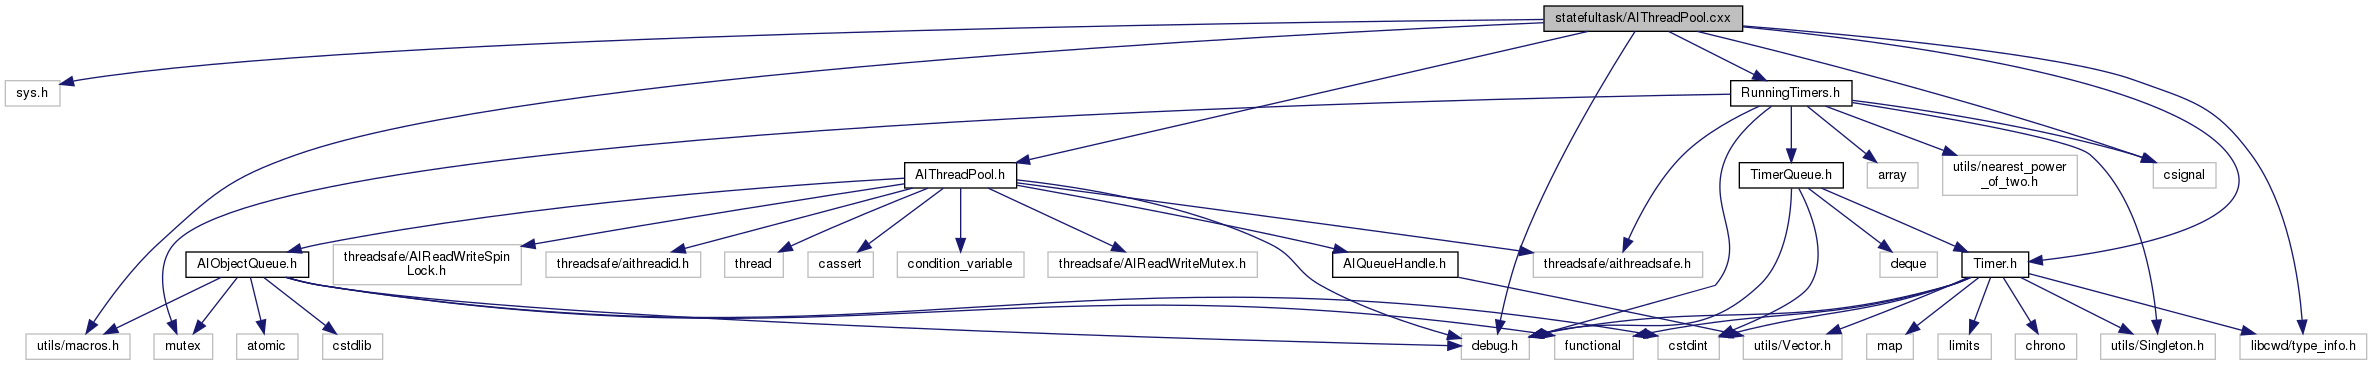 statefultask/AIThreadPool.cxx
sys.h
RunningTimers.h
AIThreadPool.h
TimerQueue.h
array
utils/nearest_power
_of_two.h
csignal
AIObjectQueue.h
threadsafe/AIReadWriteSpin
Lock.h
threadsafe/aithreadid.h
thread
cassert
condition_variable
threadsafe/AIReadWriteMutex.h
AIQueueHandle.h
threadsafe/aithreadsafe.h
deque
Timer.h
utils/macros.h
mutex
atomic
cstdlib
debug.h
functional
cstdint
utils/Vector.h
map
limits
chrono
utils/Singleton.h
libcwd/type_info.h